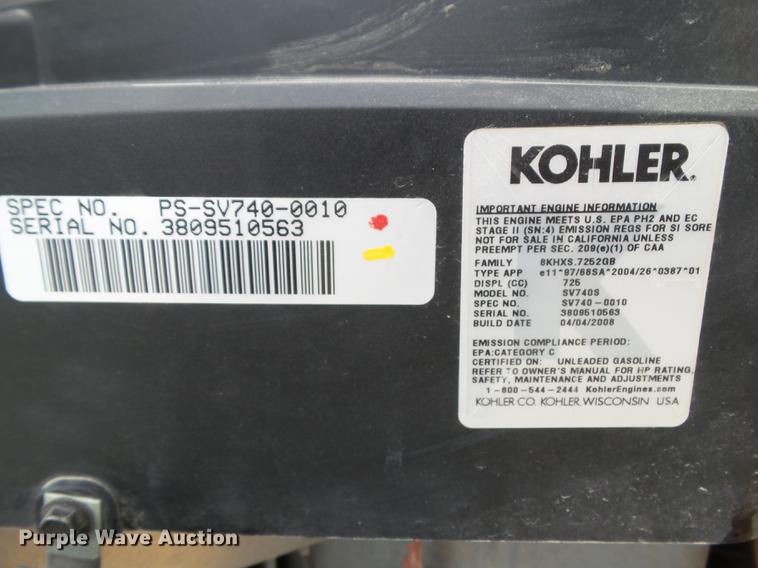 SPEC NO. PS-SV740-0010
SERIAL NO. 3809510563
KOHLER®
IMPORTANT ENGINE INFORMATION
THIS ENGINE MEETS U.S. EPA PH2 AND EC
STAGE II (SN:4) EMISSION REGS FOR SI SORE
NOT FOR SALE IN CALIFORNIA UNLESS
PREEMPT PER SEC. 209(e)(1) OF CAA
FAMILY 8KHXS.7252GB
TYPE APP e11*97/68SA*2004/26*0387*01
DISPL (CC) 725
MODEL NO. SV740S
SPEC NO. SV740-0010
SERIAL NO. 3809510563
BUILD DATE 04/04/2008
EMISSION COMPLIANCE PERIOD:
EPA:CATEGORY C
CERTIFIED ON: UNLEADED GASOLINE
REFER TO OWNER'S MANUAL FOR HP RATING,
SAFETY, MAINTENANCE AND ADJUSTMENTS
1-800-544-2444 KohlerEngines.com
KOHLER CO. KOHLER, WISCONSIN USA
Purple Wave Auction